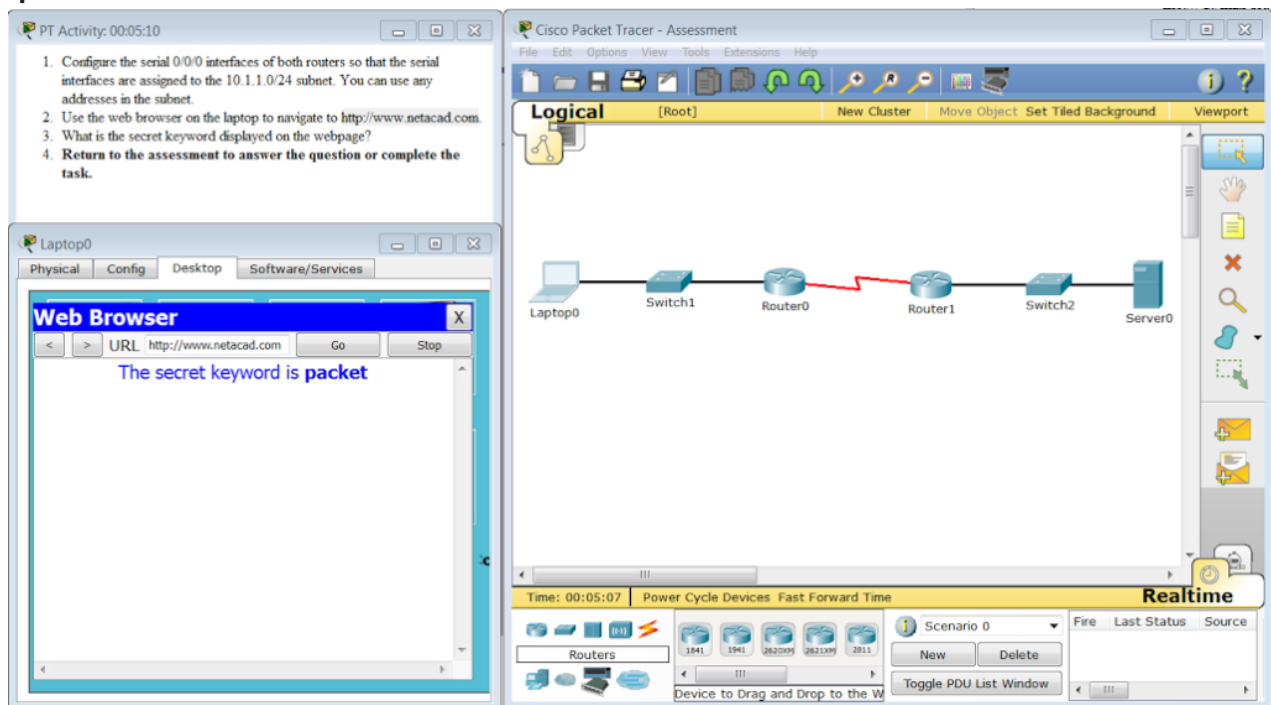 PT Activity: 00:05:10
1. Configure the serial 0/0/0 interfaces of both routers so that the serial
interfaces are assigned to the 10.1.1.0/24 subnet. You can use any
addresses in the subnet.
2. Use the web browser on the laptop to navigate to http://www.netacad.com.
3. What is the secret keyword displayed on the webpage?
4. Return to the assessment to answer the question or complete the
task.
Laptop0
Physical Config Desktop Software/Services
Web Browser X
< > URL http://www.netacad.com Go Stop
The secret keyword is packet
Cisco Packet Tracer - Assessment
File Edit Options View Tools Extensions Help
Logical [Root] New Cluster Move Object Set Tiled Background Viewport
Laptop0 Switch1 Router0 Router1 Switch2 Server0
Time: 00:05:07 Power Cycle Devices Fast Forward Time Realtime
Routers
1841 1941 2620XM 2621XM 2811
Device to Drag and Drop to the W
Scenario 0
New Delete
Toggle PDU List Window
Fire Last Status Source